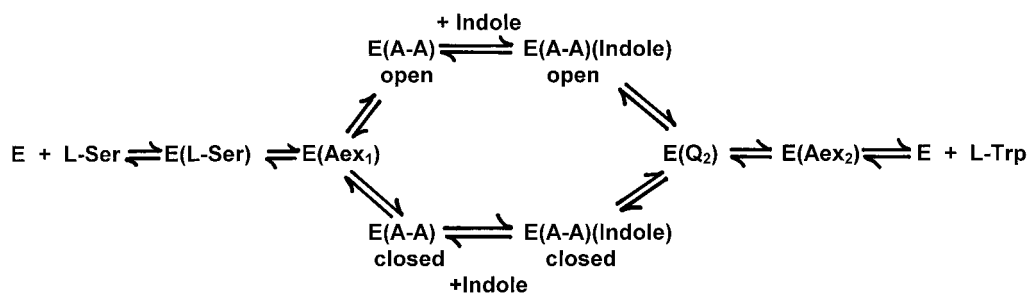 + Indole
E(A-A) E(A-A)(Indole)
open open
E + L-Ser E(L-Ser) E(Aex₁) E(Q₂) E(Aex₂) E + L-Trp
E(A-A) E(A-A)(Indole)
closed closed
+Indole